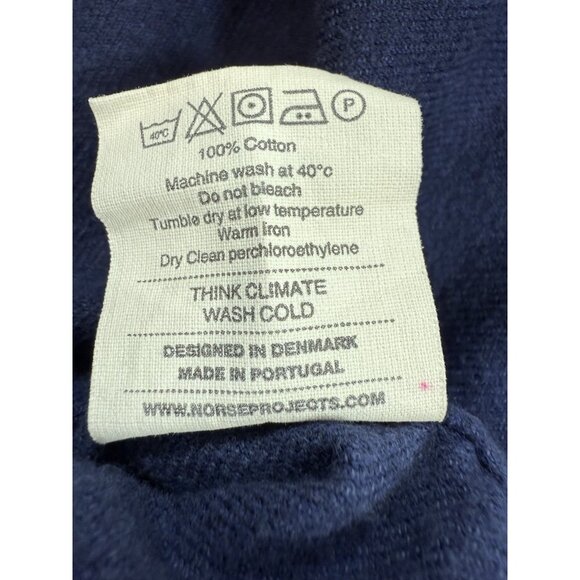 40°C P
100% Cotton
Machine wash at 40°c
Do not bleach
Tumble dry at low temperature
Warm Iron
Dry Clean perchloroethylene
THINK CLIMATE
WASH COLD
DESIGNED IN DENMARK
MADE IN PORTUGAL
WWW.NORSEPROJECTS.COM